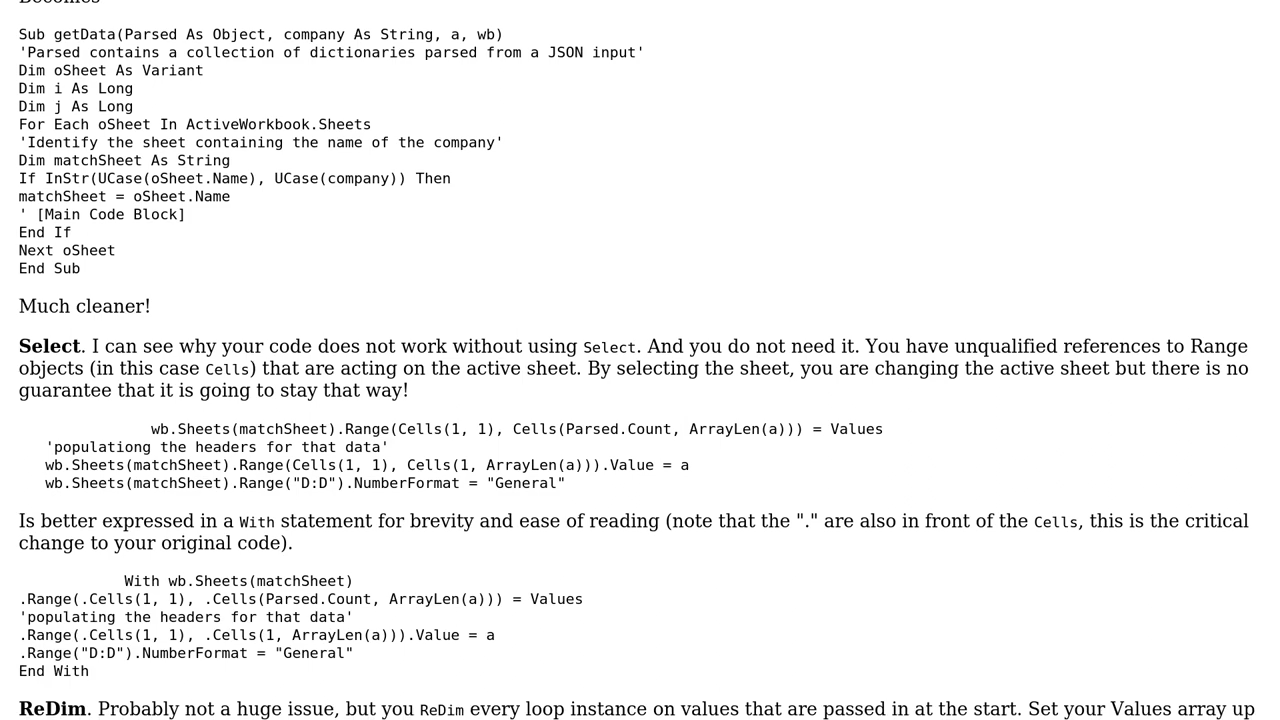 Becomes
Sub getData(Parsed As Object, company As String, a, wb)
'Parsed contains a collection of dictionaries parsed from a JSON input'
Dim oSheet As Variant
Dim i As Long
Dim j As Long
For Each oSheet In ActiveWorkbook.Sheets
'Identify the sheet containing the name of the company'
Dim matchSheet As String
If InStr(UCase(oSheet.Name), UCase(company)) Then
matchSheet = oSheet.Name
' [Main Code Block]
End If
Next oSheet
End Sub
Much cleaner!
Select. I can see why your code does not work without using Select. And you do not need it. You have unqualified references to Range
objects (in this case Cells) that are acting on the active sheet. By selecting the sheet, you are changing the active sheet but there is no
guarantee that it is going to stay that way!
wb.Sheets(matchSheet).Range(Cells(1, 1), Cells(Parsed.Count, ArrayLen(a))) = Values
'populationg the headers for that data'
wb.Sheets(matchSheet).Range(Cells(1, 1), Cells(1, ArrayLen(a))).Value = a
wb.Sheets(matchSheet).Range("D:D").NumberFormat = "General"
Is better expressed in a With statement for brevity and ease of reading (note that the "." are also in front of the Cells, this is the critical
change to your original code).
With wb.Sheets(matchSheet)
.Range(.Cells(1, 1), .Cells(Parsed.Count, ArrayLen(a))) = Values
'populating the headers for that data'
.Range(.Cells(1, 1), .Cells(1, ArrayLen(a))).Value = a
.Range("D:D").NumberFormat = "General"
End With
ReDim. Probably not a huge issue, but you ReDim every loop instance on values that are passed in at the start. Set your Values array up